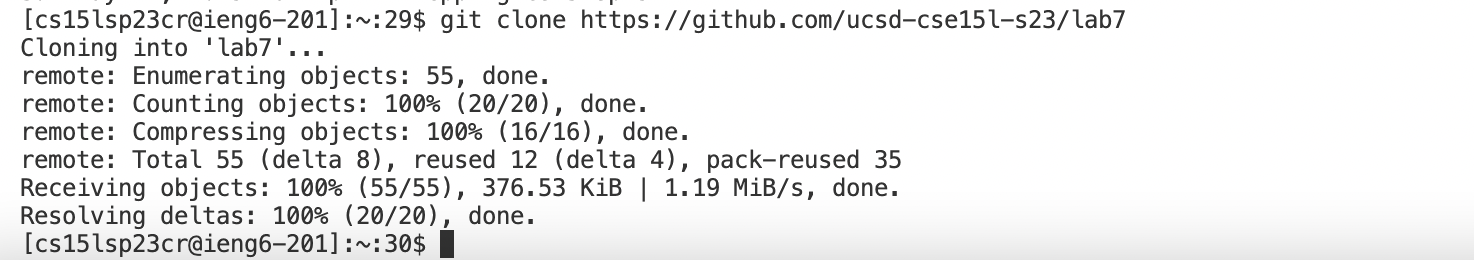 [cs15lsp23cr@ieng6-201]:~:29$ git clone https://github.com/ucsd-cse15l-s23/lab7
Cloning into 'lab7'...
remote: Enumerating objects: 55, done.
remote: Counting objects: 100% (20/20), done.
remote: Compressing objects: 100% (16/16), done.
remote: Total 55 (delta 8), reused 12 (delta 4), pack-reused 35
Receiving objects: 100% (55/55), 376.53 KiB | 1.19 MiB/s, done.
Resolving deltas: 100% (20/20), done.
[cs15lsp23cr@ieng6-201]:~:30$